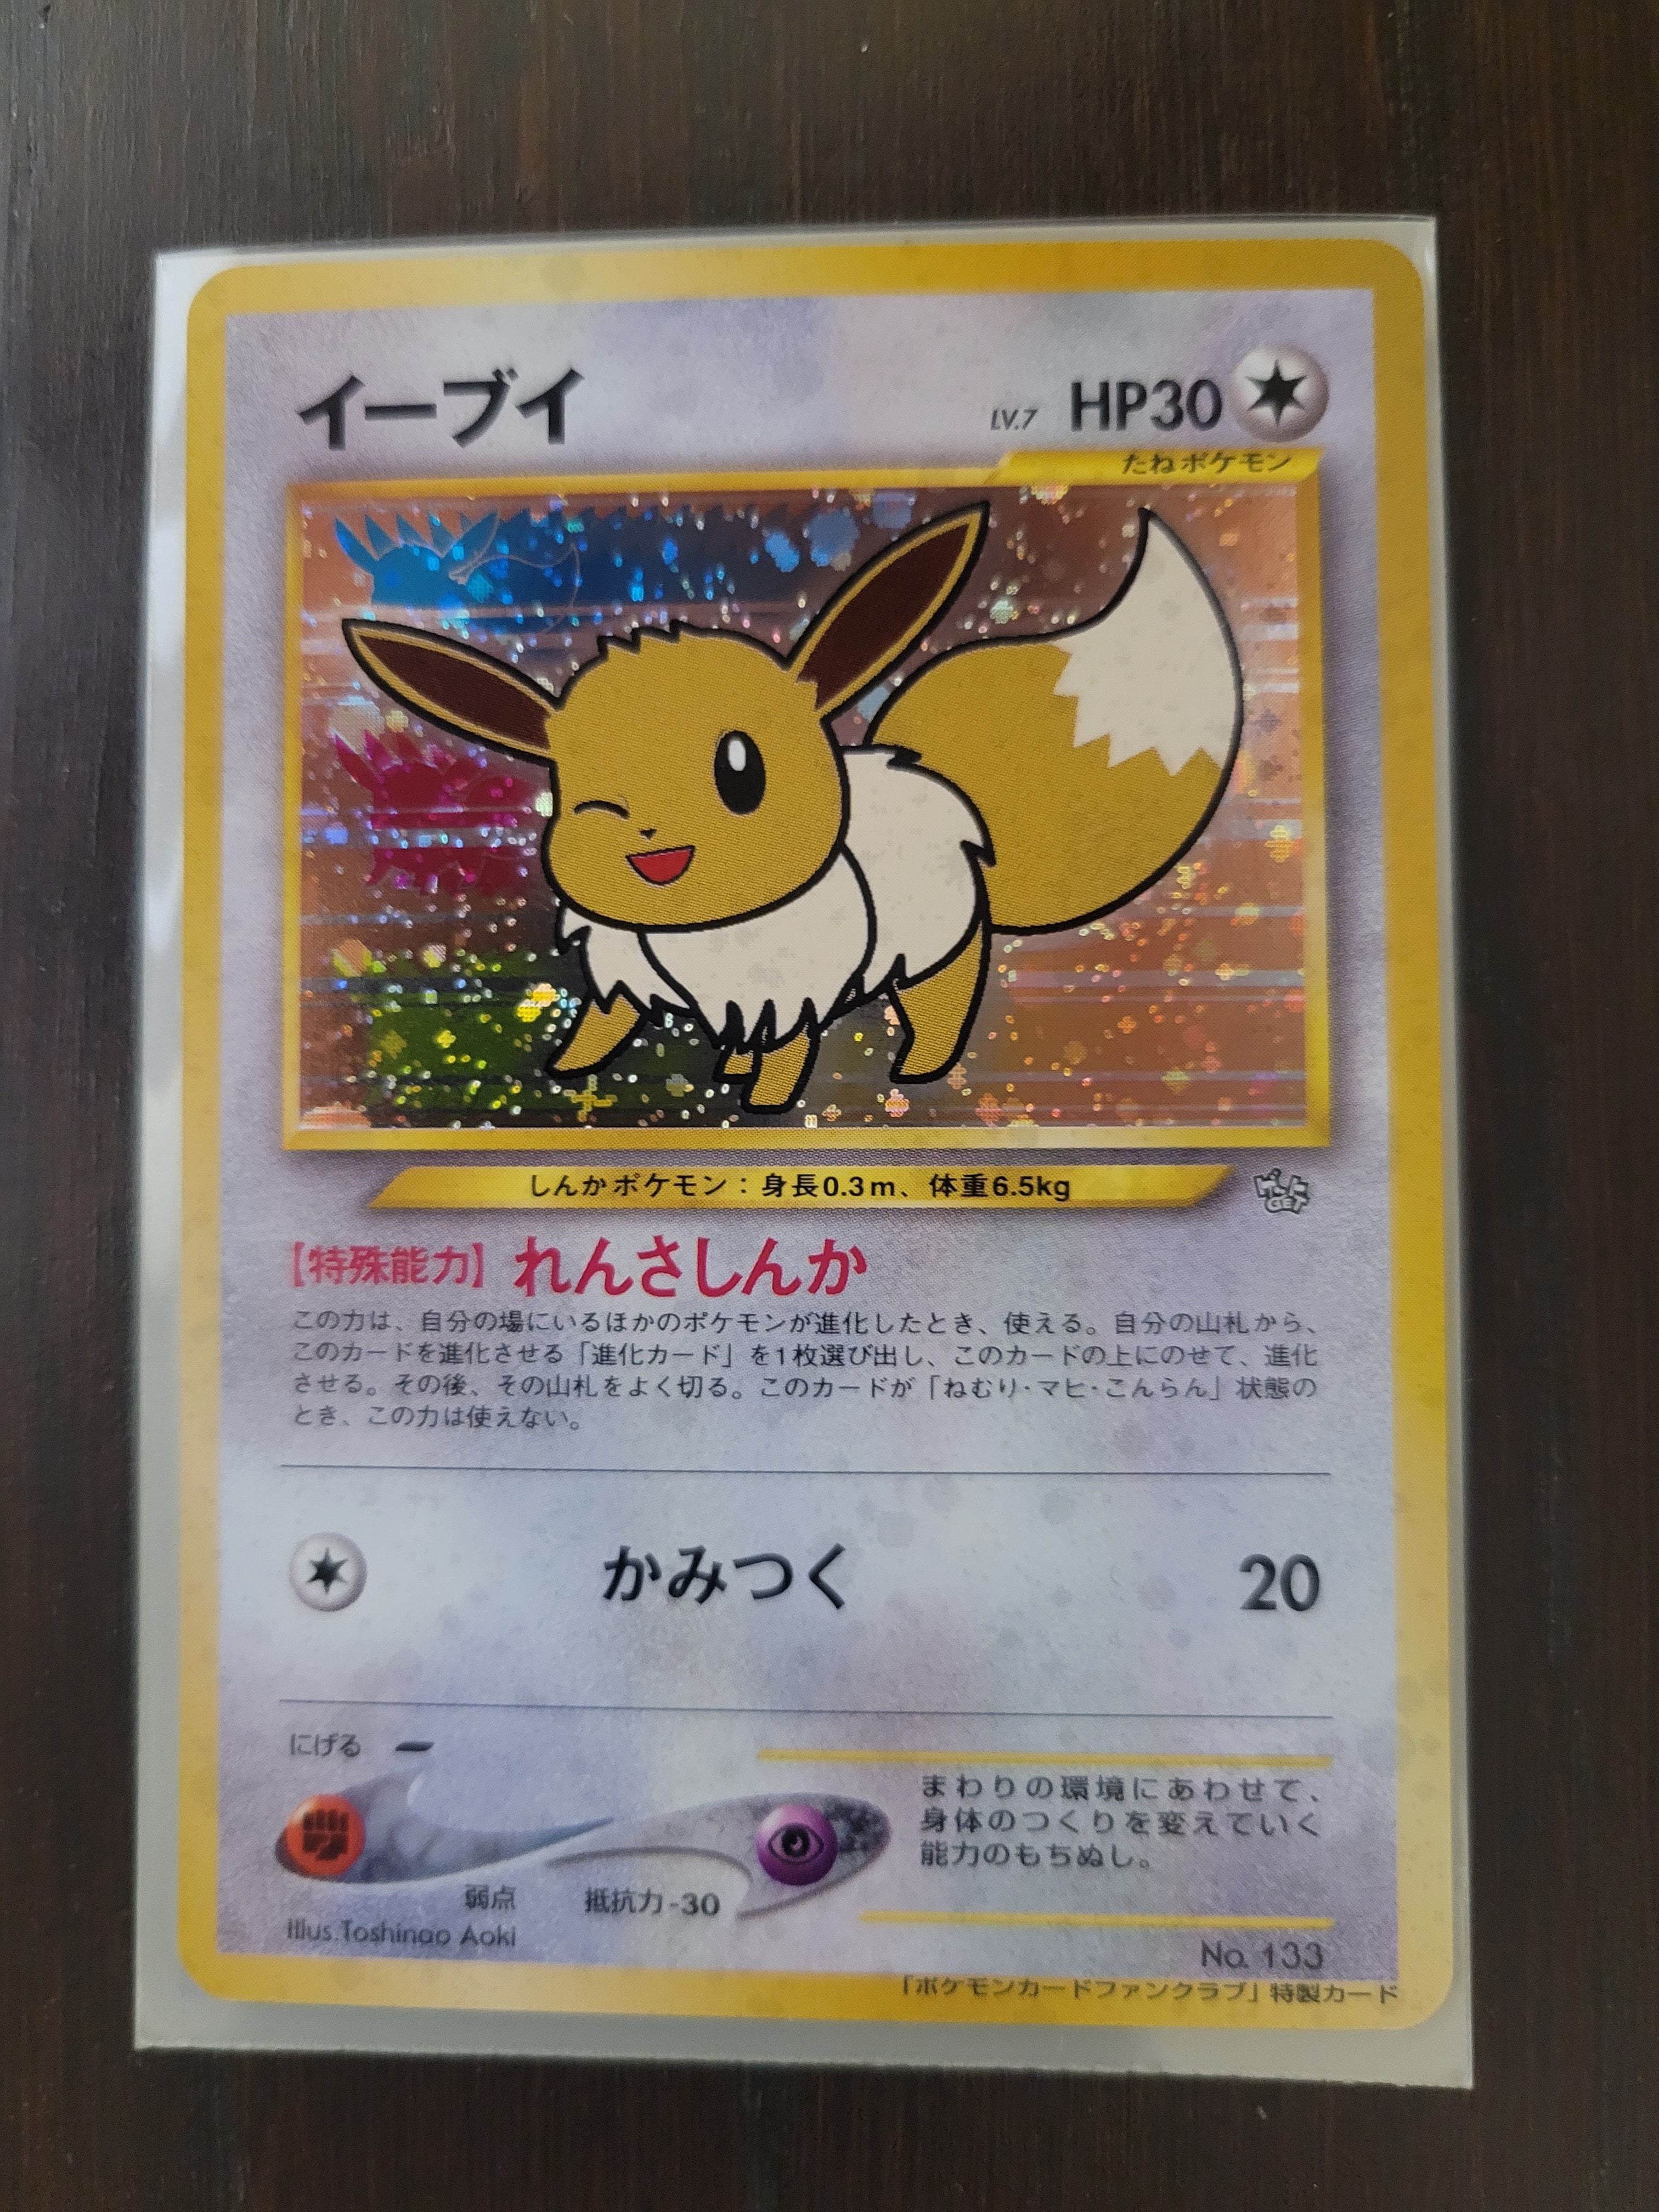 イーブイ LV.7 HP30
たねポケモン
しんかポケモン：身長0.3m、体重6.5kg
GET
【特殊能力】 れんさしんか
この力は、自分の場にいるほかのポケモンが進化したとき、使える。自分の山札から、
このカードを進化させる「進化カード」を1枚選び出し、このカードの上にのせて、進化
させる。その後、その山札をよく切る。このカードが「ねむり・マヒ・こんらん」状態の
とき、この力は使えない。
かみつく 20
にげる
弱点 抵抗力-30
まわりの環境にあわせて、
身体のつくりを変えていく
能力のもちぬし。
Illus.Toshinao Aoki
No. 133
「ポケモンカードファンクラブ」特製カード